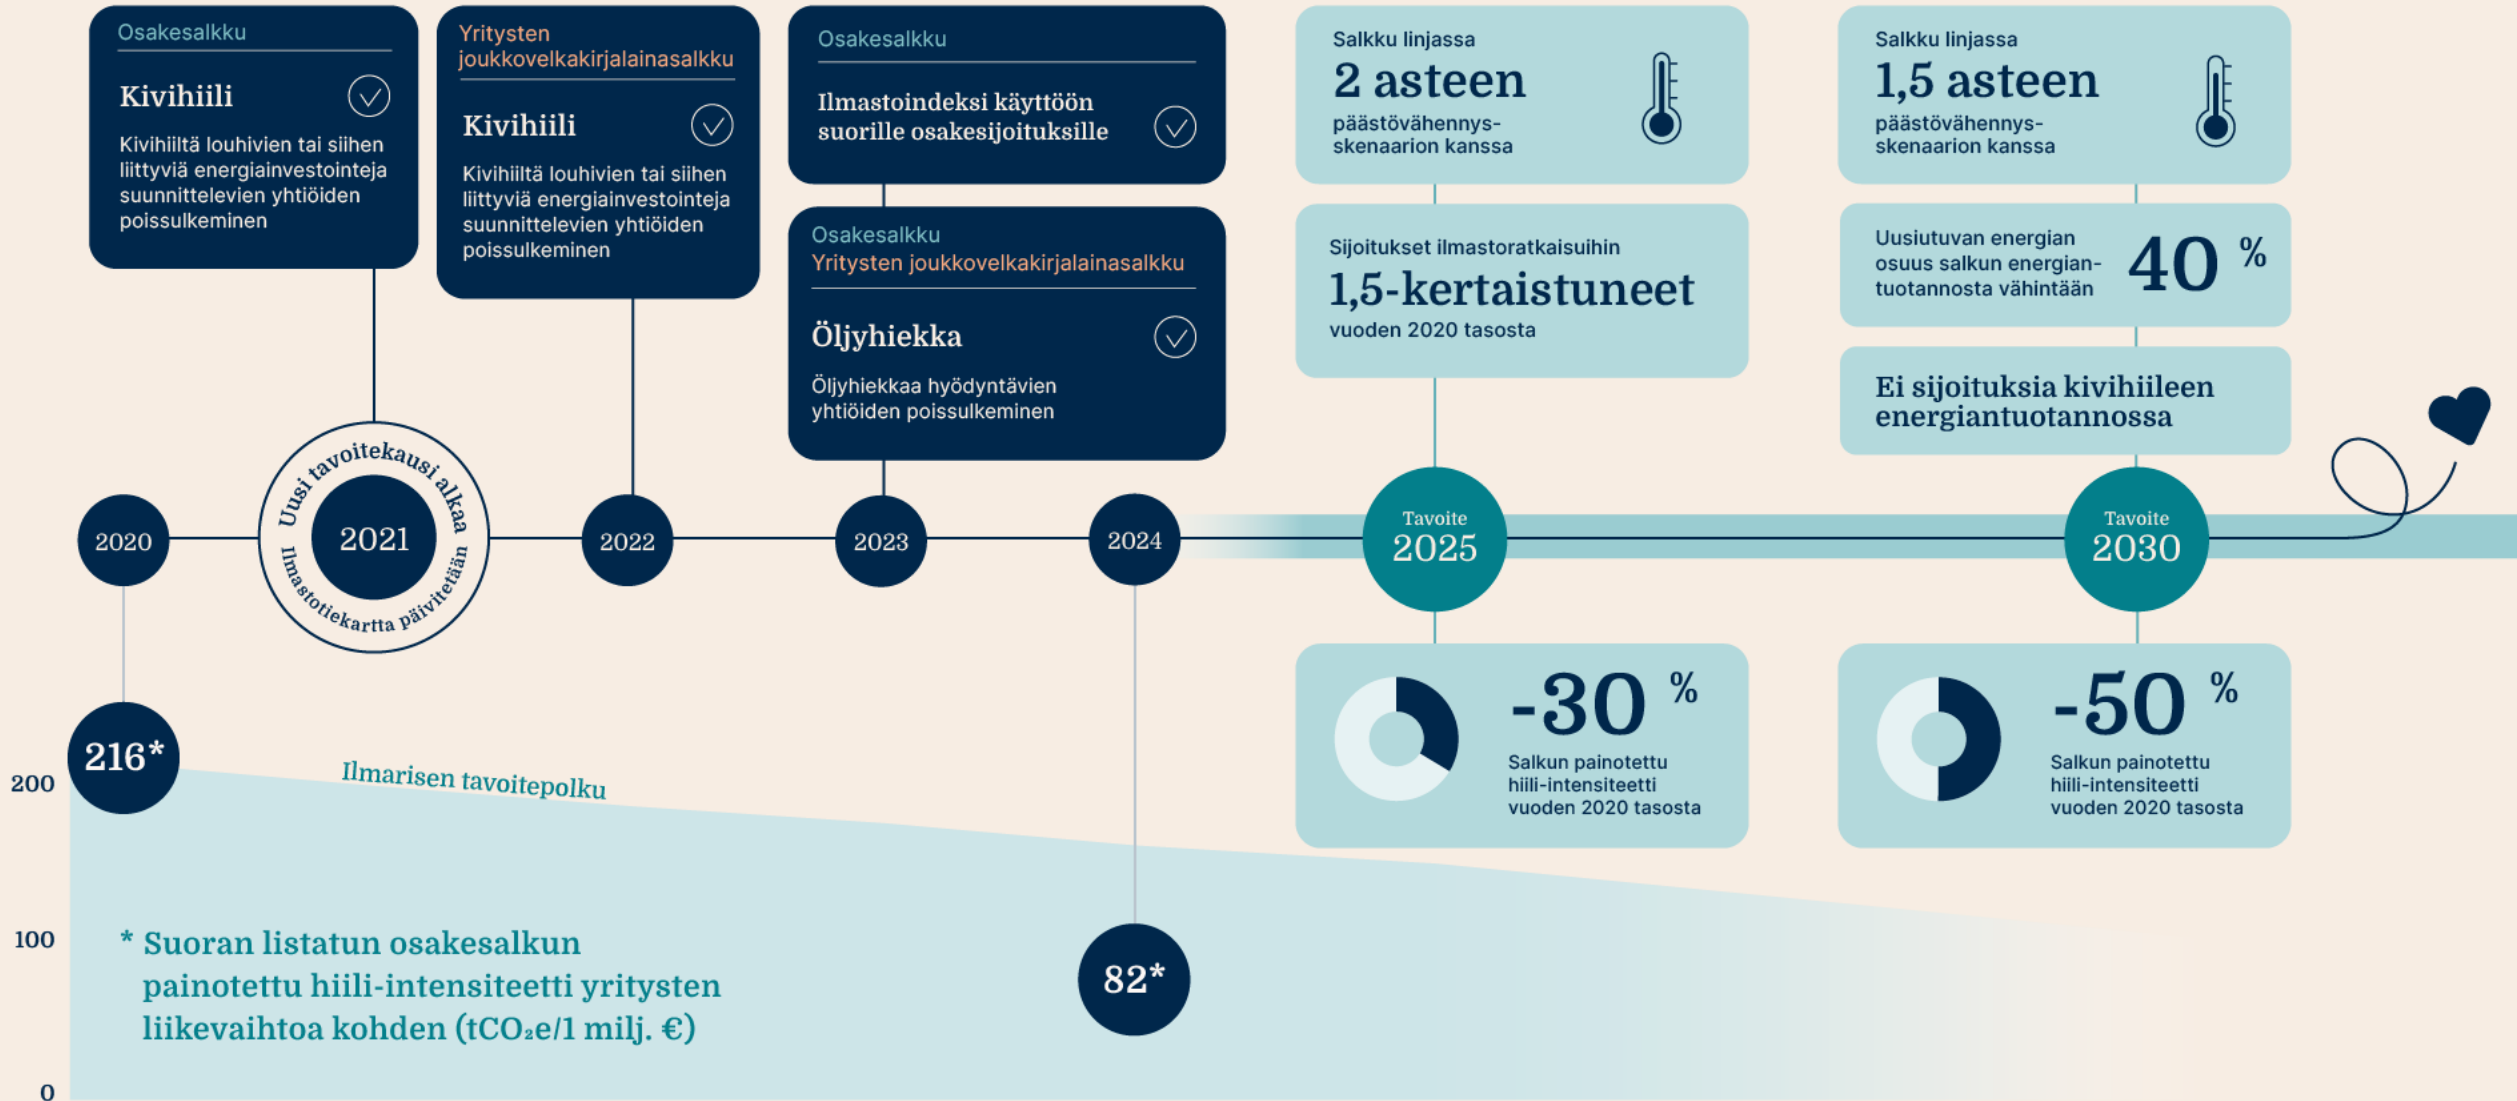 Osakesalkku
Kivihiili
Kivihiiltä louhivien tai siihen
liittyviä energiainvestointeja
suunnittelevien yhtiöiden
poissulkeminen
Yritysten
joukkovelkakirjalainasalkku
Kivihiili
Kivihiiltä louhivien tai siihen
liittyviä energiainvestointeja
suunnittelevien yhtiöiden
poissulkeminen
Osakesalkku
Ilmastoindeksi käyttöön
suorille osakesijoituksille
Osakesalkku
Yritysten joukkovelkakirjalainasalkku
Öljyhiekka
Öljyhiekkaa hyödyntävien
yhtiöiden poissulkeminen
Salkku linjassa
2 asteen
päästövähennys-
skenaarion kanssa
Sijoitukset ilmastoratkaisuihin
1,5-kertaistuneet
vuoden 2020 tasosta
Salkku linjassa
1,5 asteen
päästövähennys-
skenaarion kanssa
Uusiutuvan energian
osuus salkun energian-
tuotannosta vähintään
40 %
Ei sijoituksia kivihiileen
energiantuotannossa
2020
Uusi tavoitekausi alkaa
2021
Ilmastotiekartta päivitetään
2022
2023
2024
Tavoite
2025
Tavoite
2030
216*
200
Ilmarisen tavoitepolku
-30 %
Salkun painotettu
hiili-intensiteetti
vuoden 2020 tasosta
-50 %
Salkun painotettu
hiili-intensiteetti
vuoden 2020 tasosta
100
* Suoran listatun osakesalkun
painotettu hiili-intensiteetti yritysten
liikevaihtoa kohden (tCO₂e/1 milj. €)
82*
0